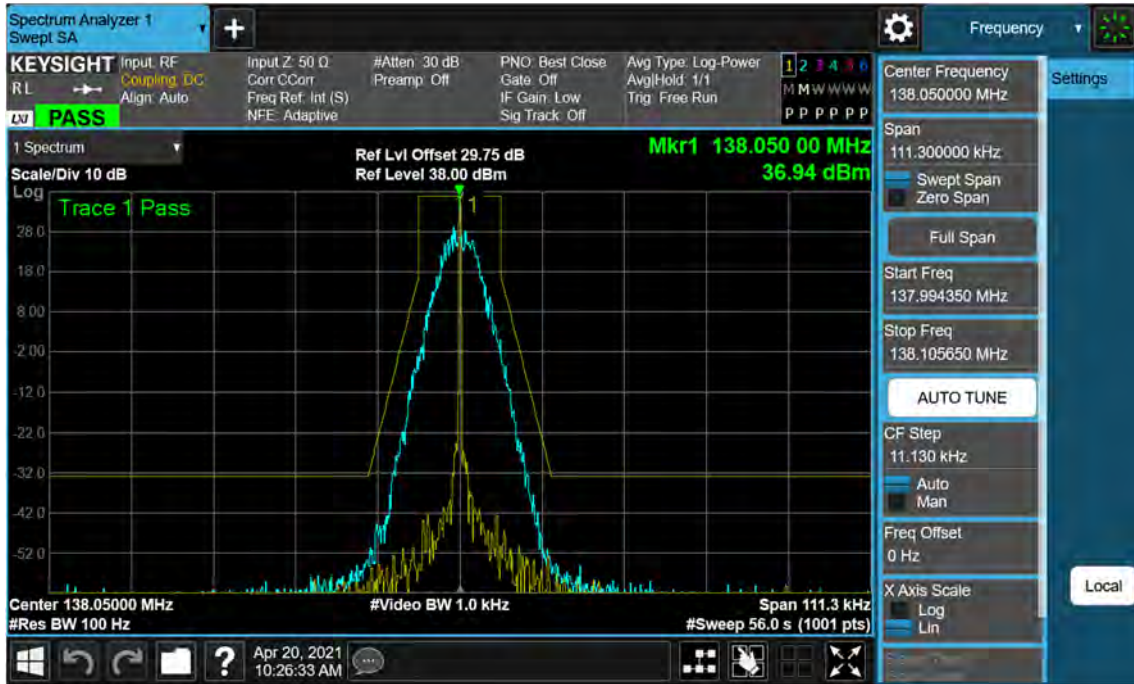 Spectrum Analyzer 1
Swept SA
+
Frequency
KEYSIGHT
RL
LXI PASS
Input: RF
Coupling: DC
Align: Auto
Input Z: 50 Ω
Corr CCorr
Freq Ref: Int (S)
NFE: Adaptive
#Atten: 30 dB
Preamp: Off
PNO: Best Close
Gate: Off
IF Gain: Low
Sig Track: Off
Avg Type: Log-Power
Avg|Hold: 1/1
Trig: Free Run
1 2 3 4 5 6
M M W W W W
P P P P P P
1 Spectrum
Scale/Div 10 dB
Ref Lvl Offset 29.75 dB
Ref Level 38.00 dBm
Mkr1 138.050 00 MHz
36.94 dBm
Log
Trace 1 Pass
1
28.0
18.0
8.00
-2.00
-12.0
-22.0
-32.0
-42.0
-52.0
Center 138.05000 MHz
#Res BW 100 Hz
#Video BW 1.0 kHz
Span 111.3 kHz
#Sweep 56.0 s (1001 pts)
Center Frequency
138.050000 MHz
Span
111.300000 kHz
Swept Span
Zero Span
Full Span
Start Freq
137.994350 MHz
Stop Freq
138.105650 MHz
AUTO TUNE
CF Step
11.130 kHz
Auto
Man
Freq Offset
0 Hz
X Axis Scale
Log
Lin
Settings
Local
?
Apr 20, 2021
10:26:33 AM